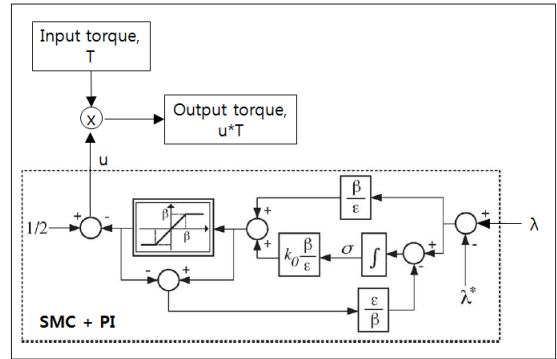 Input torque,
T
X
Output torque,
u*T
u
1/2
+
-
β
β
+
+
β
ε
k₀ β
ε
σ
∫
+
-
+
-
λ
λ*
-
+
ε
β
SMC + PI